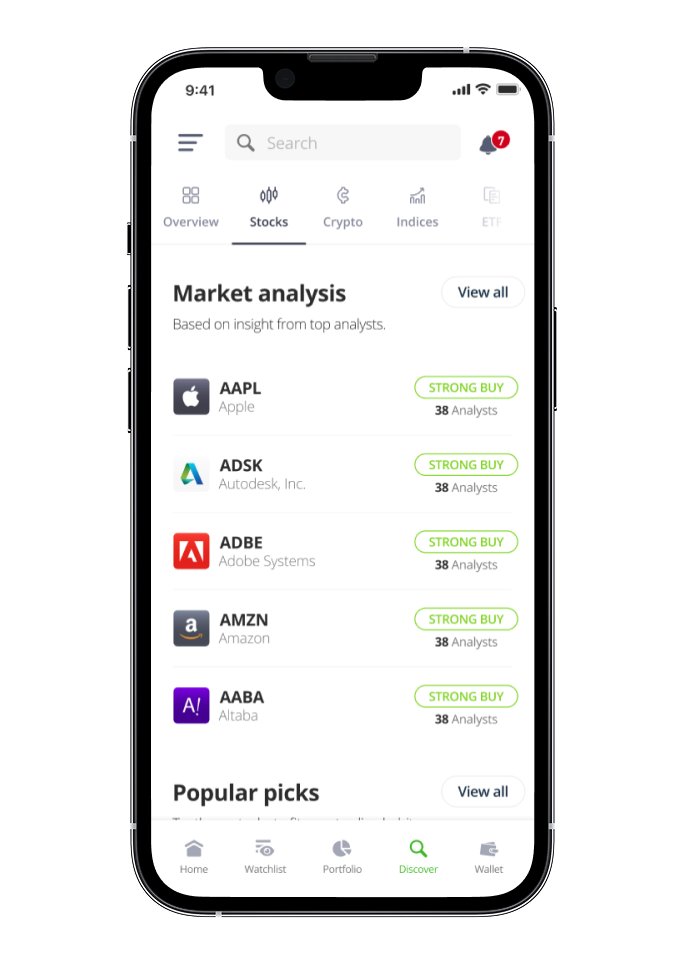 9:41
Search
7
Overview
Stocks
Crypto
Indices
ETF
Market analysis
View all
Based on insight from top analysts.
AAPL
STRONG BUY
Apple
38 Analysts
ADSK
STRONG BUY
Autodesk, Inc.
38 Analysts
ADBE
STRONG BUY
Adobe Systems
38 Analysts
a
AMZN
STRONG BUY
Amazon
38 Analysts
A!
AABA
STRONG BUY
Altaba
38 Analysts
Popular picks
View all
Home
Watchlist
Portfolio
Discover
Wallet